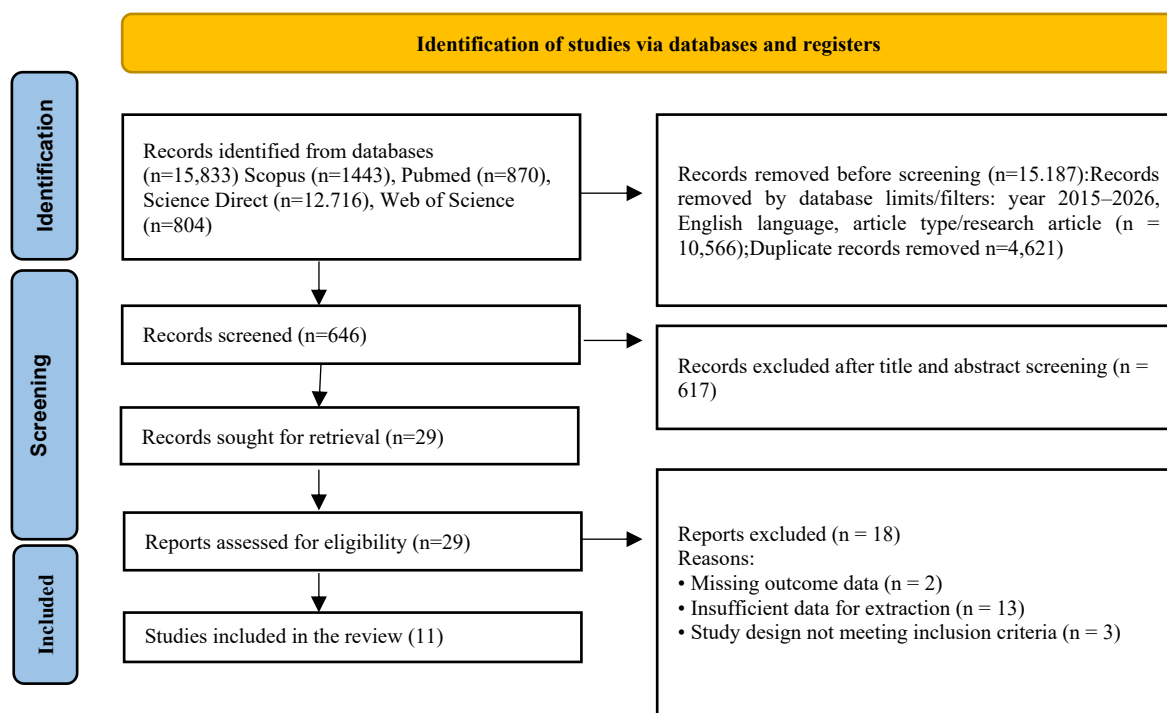 Identification of studies via databases and registers
Identification
Records identified from databases
(n=15,833) Scopus (n=1443), Pubmed (n=870),
Science Direct (n=12.716), Web of Science
(n=804)
Records removed before screening (n=15.187):Records
removed by database limits/filters: year 2015–2026,
English language, article type/research article (n =
10,566);Duplicate records removed n=4,621)
Screening
Records screened (n=646)
Records excluded after title and abstract screening (n =
617)
Records sought for retrieval (n=29)
Reports assessed for eligibility (n=29)
Reports excluded (n = 18)
Reasons:
• Missing outcome data (n = 2)
• Insufficient data for extraction (n = 13)
• Study design not meeting inclusion criteria (n = 3)
Included
Studies included in the review (11)